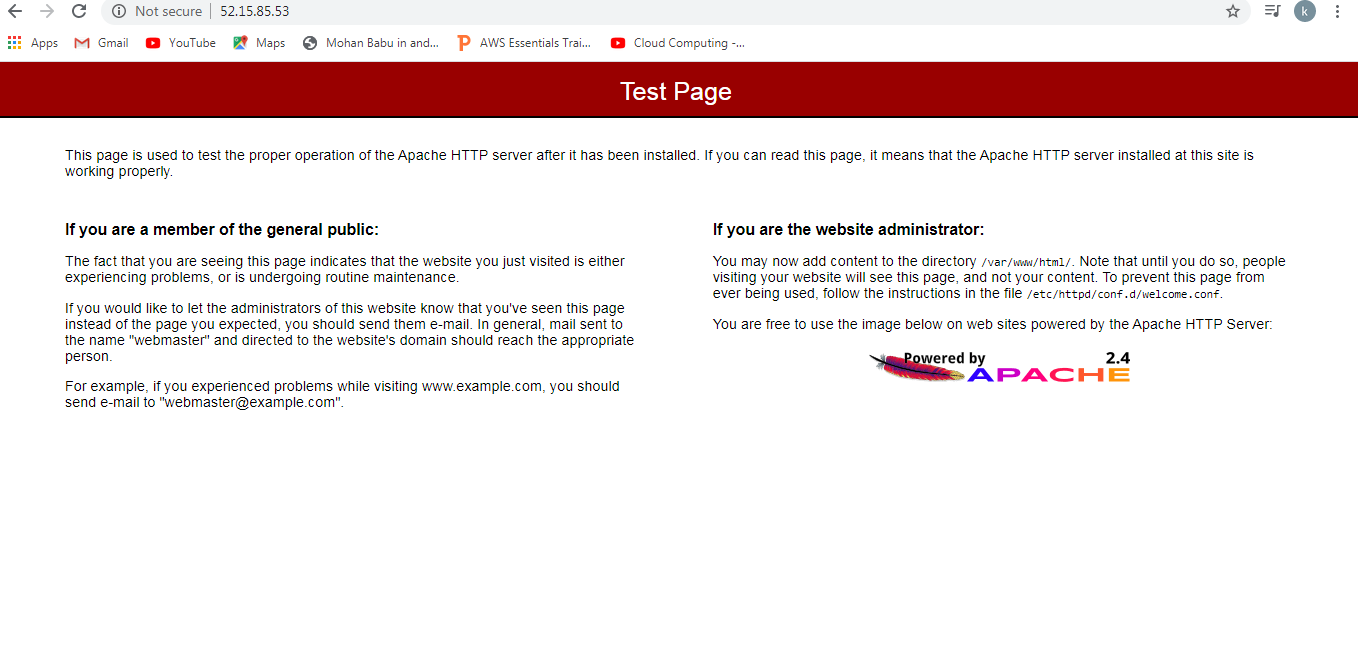 Not secure 52.15.85.53 k
Apps Gmail YouTube Maps Mohan Babu in and... AWS Essentials Trai... Cloud Computing -...
Test Page
This page is used to test the proper operation of the Apache HTTP server after it has been installed. If you can read this page, it means that the Apache HTTP server installed at this site is
working properly.
If you are a member of the general public:
The fact that you are seeing this page indicates that the website you just visited is either
experiencing problems, or is undergoing routine maintenance.
If you would like to let the administrators of this website know that you've seen this page
instead of the page you expected, you should send them e-mail. In general, mail sent to
the name "webmaster" and directed to the website's domain should reach the appropriate
person.
For example, if you experienced problems while visiting www.example.com, you should
send e-mail to "webmaster@example.com".
If you are the website administrator:
You may now add content to the directory /var/www/html/. Note that until you do so, people
visiting your website will see this page, and not your content. To prevent this page from
ever being used, follow the instructions in the file /etc/httpd/conf.d/welcome.conf.
You are free to use the image below on web sites powered by the Apache HTTP Server:
Powered by 2.4
APACHE